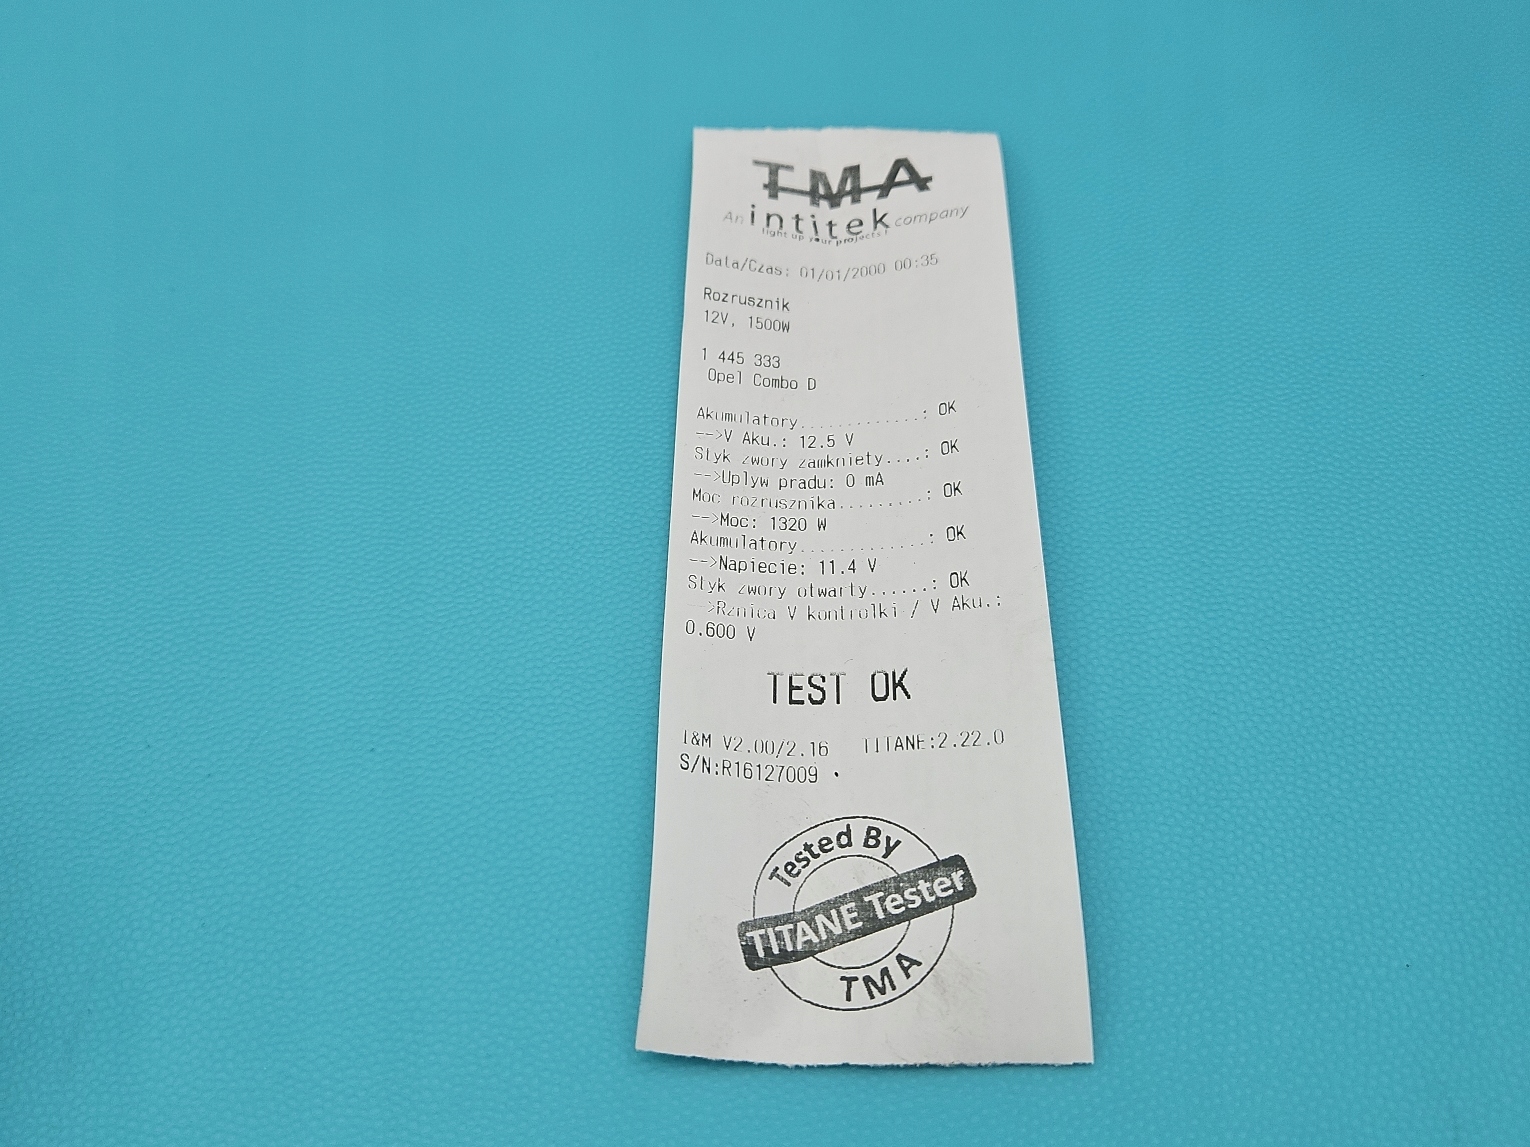 TMA
An intitek company
light up your projects!
Data/Czas: 01/01/2000 00:35
Rozrusznik
12V, 1500W
1 445 333
Opel Combo D
Akumulatory.............: OK
-->V Aku.: 12.5 V
Styk zwory zamkniety....: OK
-->Uplyw pradu: 0 mA
Moc rozrusznika.........: OK
-->Moc: 1320 W
Akumulatory.............: OK
-->Napiecie: 11.4 V
Styk zwory otwarty......: OK
-->Rznica V kontrolki / V Aku.:
0.600 V
TEST OK
I&M V2.00/2.16 TITANE:2.22.0
S/N:R16127009
Tested By
TITANE Tester
TMA